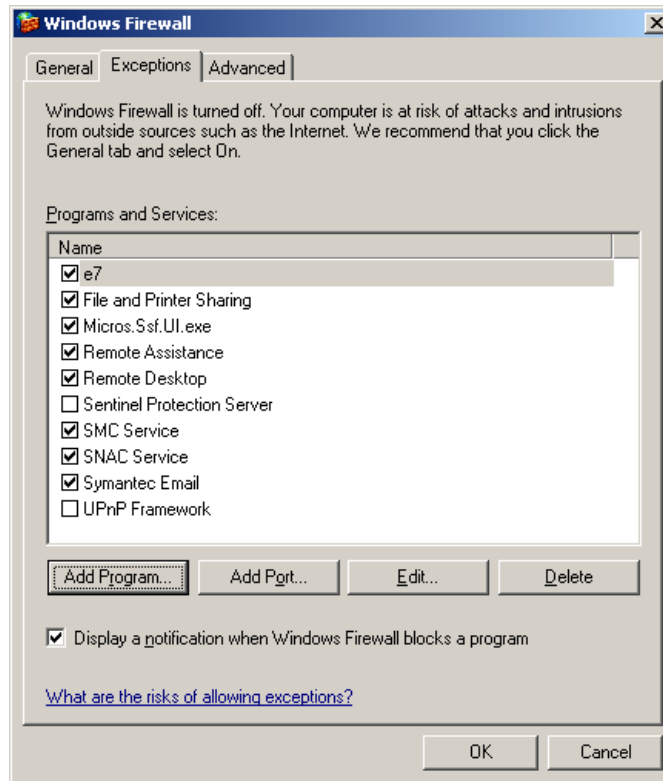 Windows Firewall
General Exceptions Advanced
Windows Firewall is turned off. Your computer is at risk of attacks and intrusions
from outside sources such as the Internet. We recommend that you click the
General tab and select On.
Programs and Services:
Name
e7
File and Printer Sharing
Micros.Ssf.UI.exe
Remote Assistance
Remote Desktop
Sentinel Protection Server
SMC Service
SNAC Service
Symantec Email
UPnP Framework
Add Program... Add Port... Edit... Delete
Display a notification when Windows Firewall blocks a program
What are the risks of allowing exceptions?
OK Cancel